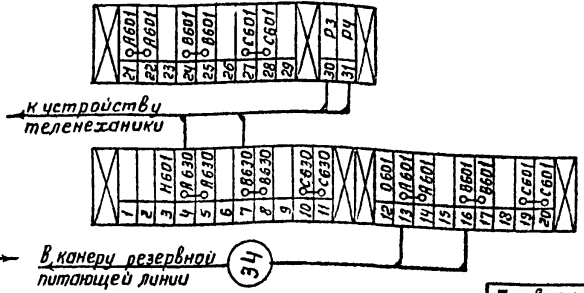 А601 А601 В601 В601 С601 С601 Р3 Р4
21 22 23 24 25 26 27 28 29 30 31
к устройству
теленеханики
Н601 А630 А630 В630 В630 С630 С630 О601 А601 А601 В601 В601 С601 С601
1 2 3 4 5 6 7 8 9 10 11 12 13 14 15 16 17 18 19 20
В канеру резервной
питающей линии
34